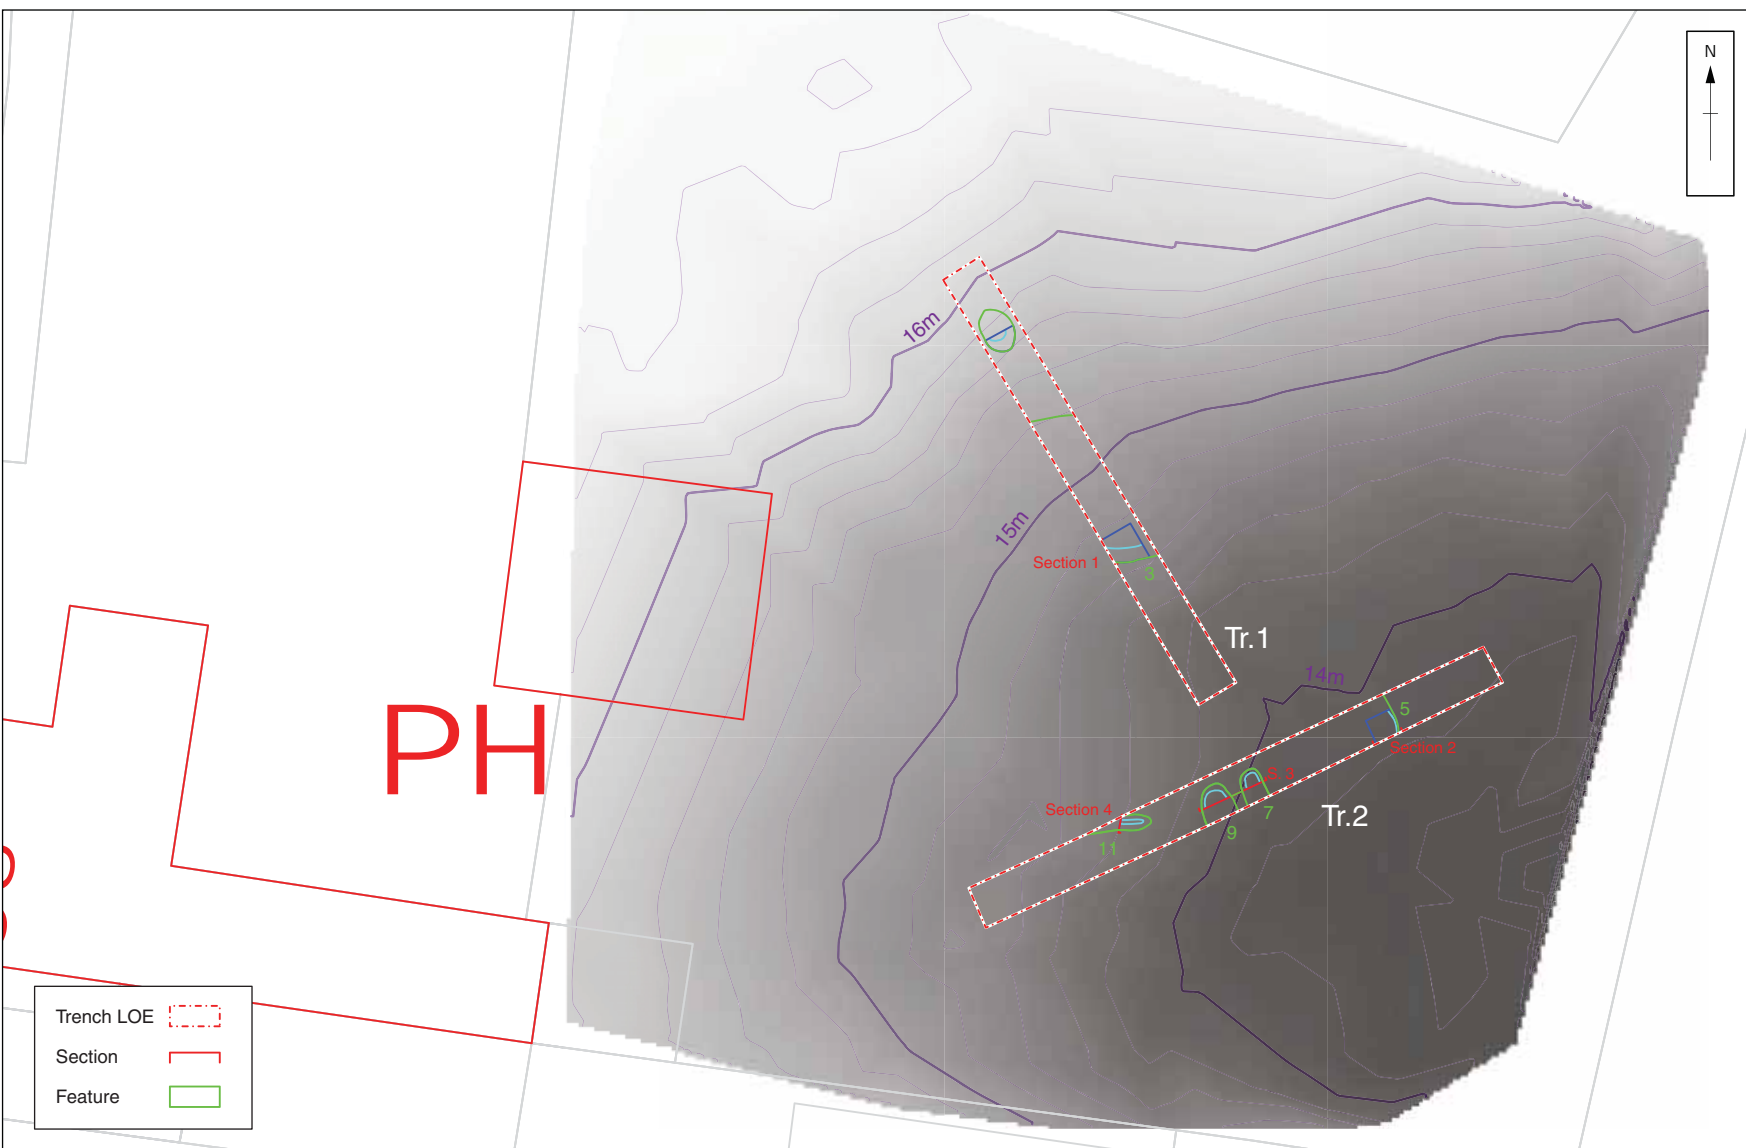 N
16m
15m
Section 1
3
Tr.1
14m
5
Section 2
S. 3
PH
Section 4
7
Tr.2
9
11
Trench LOE
Section
Feature